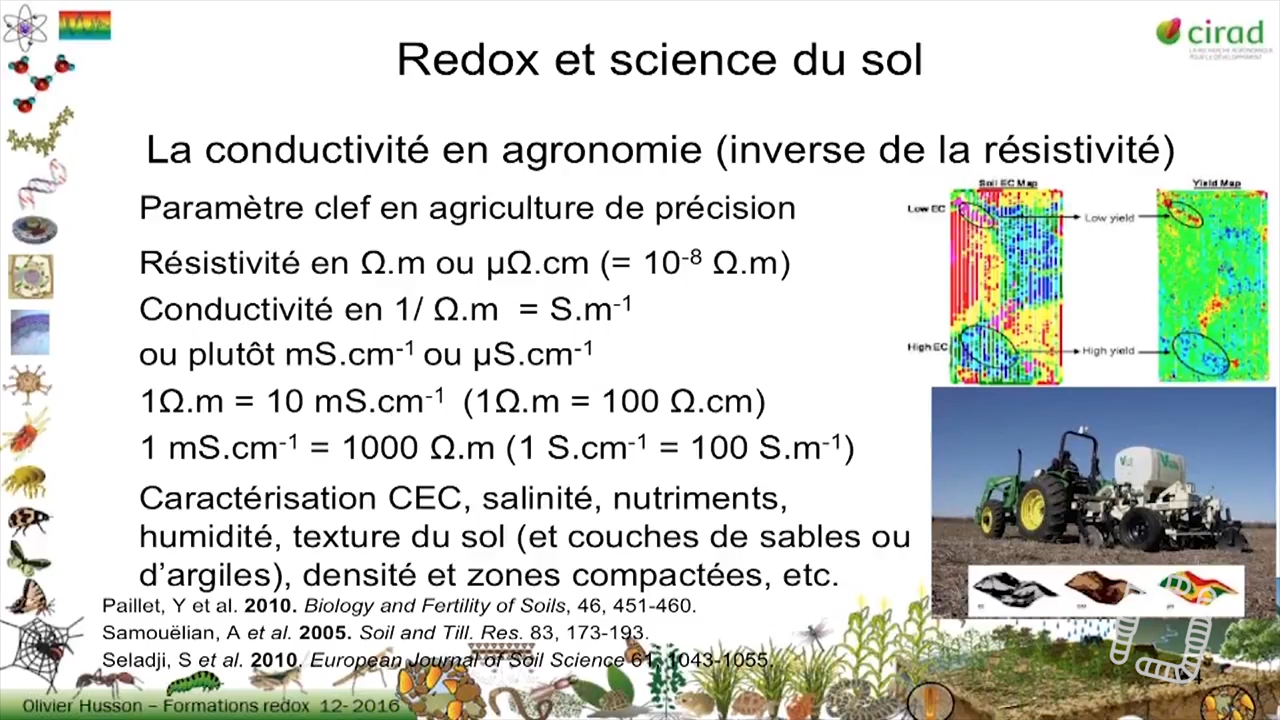 cirad
LA RECHERCHE AGRONOMIQUE
POUR LE DÉVELOPPEMENT
Redox et science du sol
La conductivité en agronomie (inverse de la résistivité)
Paramètre clef en agriculture de précision
Résistivité en Ω.m ou µΩ.cm (= 10⁻⁸ Ω.m)
Conductivité en 1/ Ω.m = S.m⁻¹
ou plutôt mS.cm⁻¹ ou µS.cm⁻¹
1Ω.m = 10 mS.cm⁻¹ (1Ω.m = 100 Ω.cm)
1 mS.cm⁻¹ = 1000 Ω.m (1 S.cm⁻¹ = 100 S.m⁻¹)
Caractérisation CEC, salinité, nutriments,
humidité, texture du sol (et couches de sables ou
d’argiles), densité et zones compactées, etc.
Soil EC Map
Yield Map
Low EC
Low yield
High EC
High yield
Paillet, Y et al. 2010. Biology and Fertility of Soils, 46, 451-460.
Samouëlian, A et al. 2005. Soil and Till. Res. 83, 173-193.
Seladji, S et al. 2010. European Journal of Soil Science 61, 1043-1055.
Olivier Husson – Formations redox 12- 2016